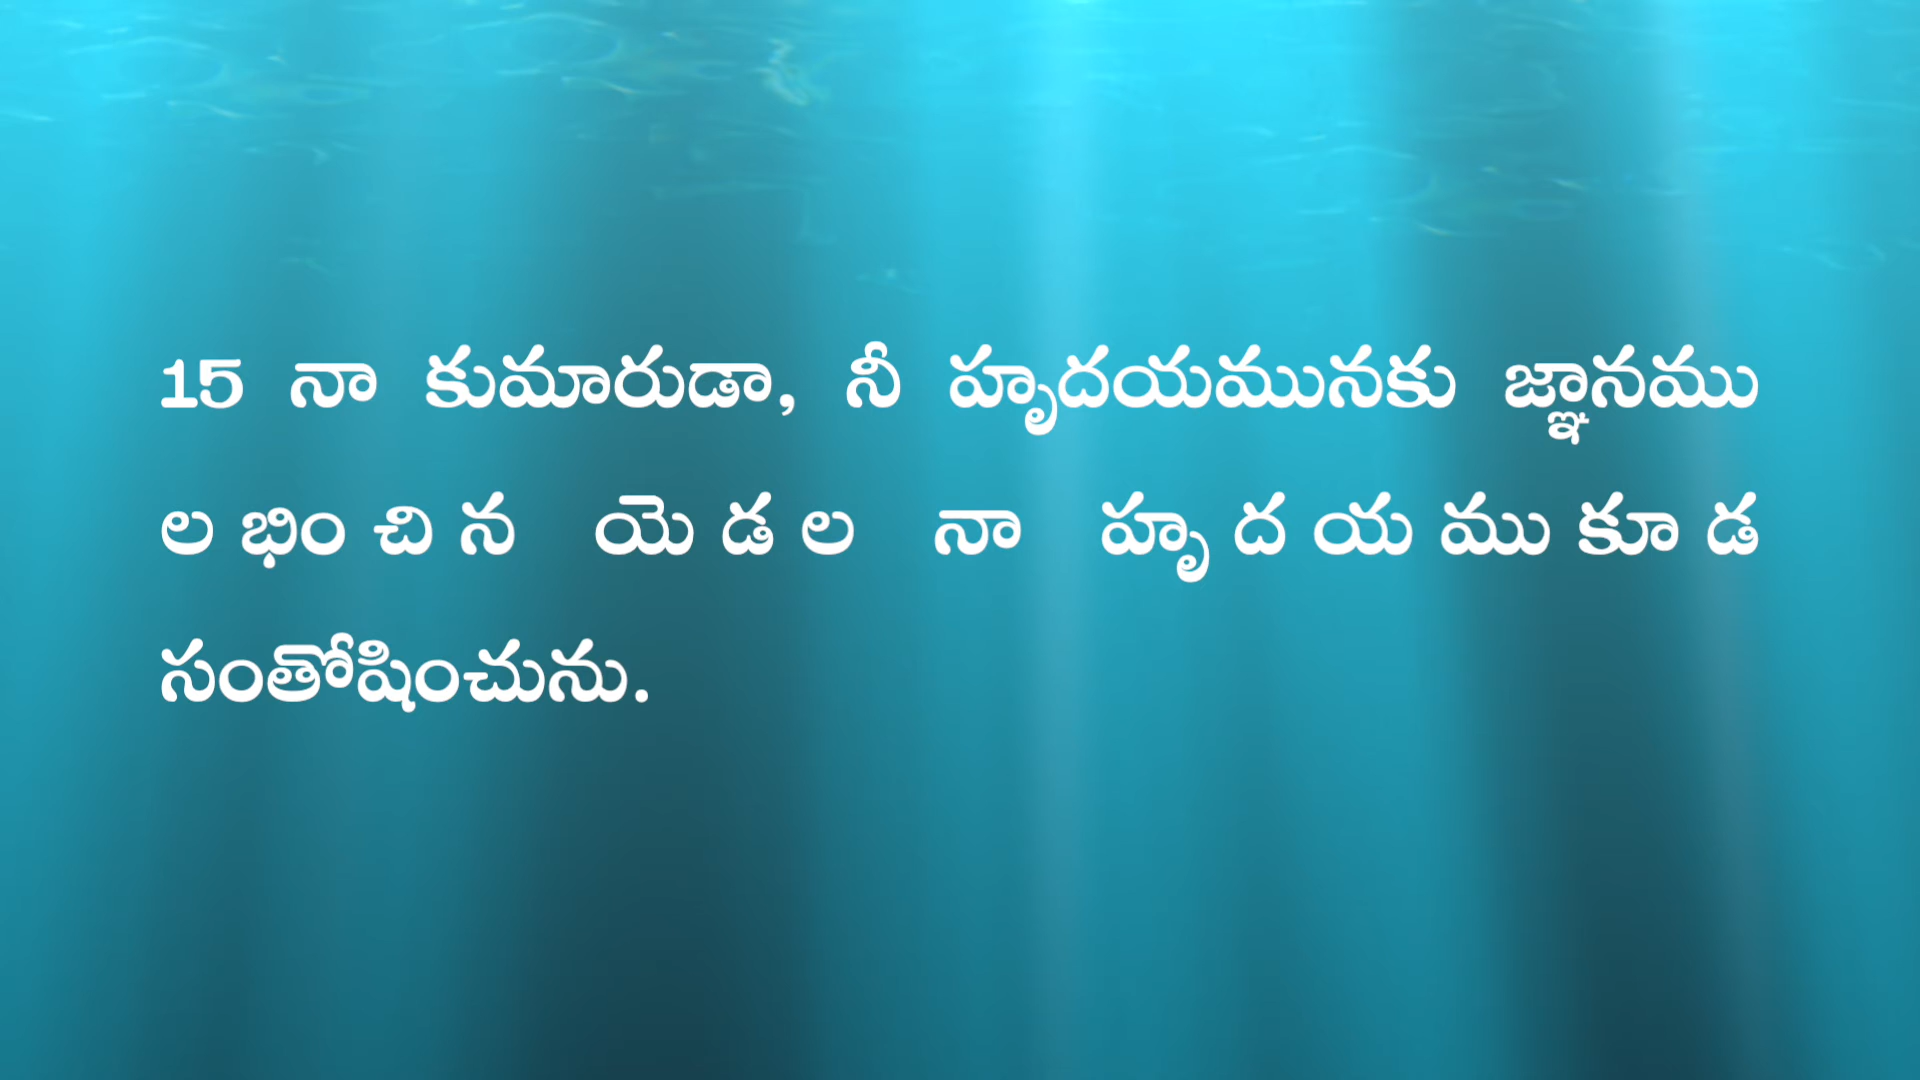 15 నా కుమారుడా, నీ హృదయమునకు జ్ఞానము
లభించిన యెడల నా హృదయముకూడ
సంతోషించును.